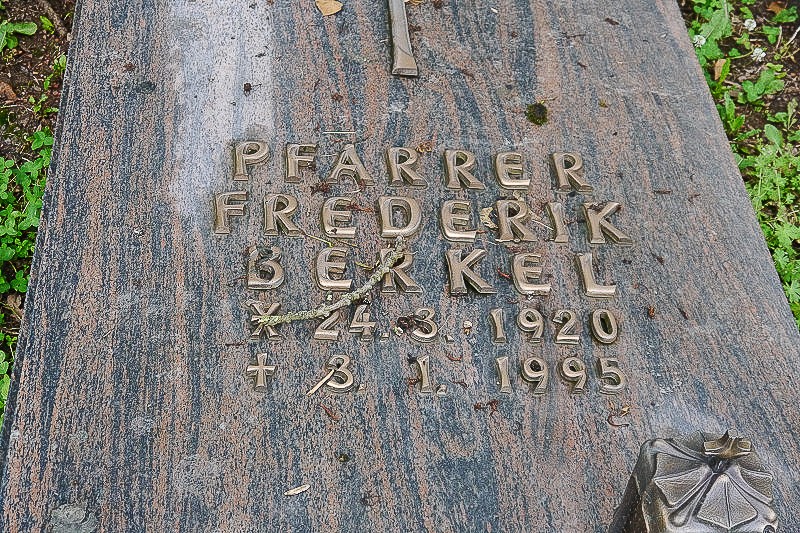 PFARRER
FREDERIK
BERKEL
* 24. 3. 1920
† 3. 1. 1995